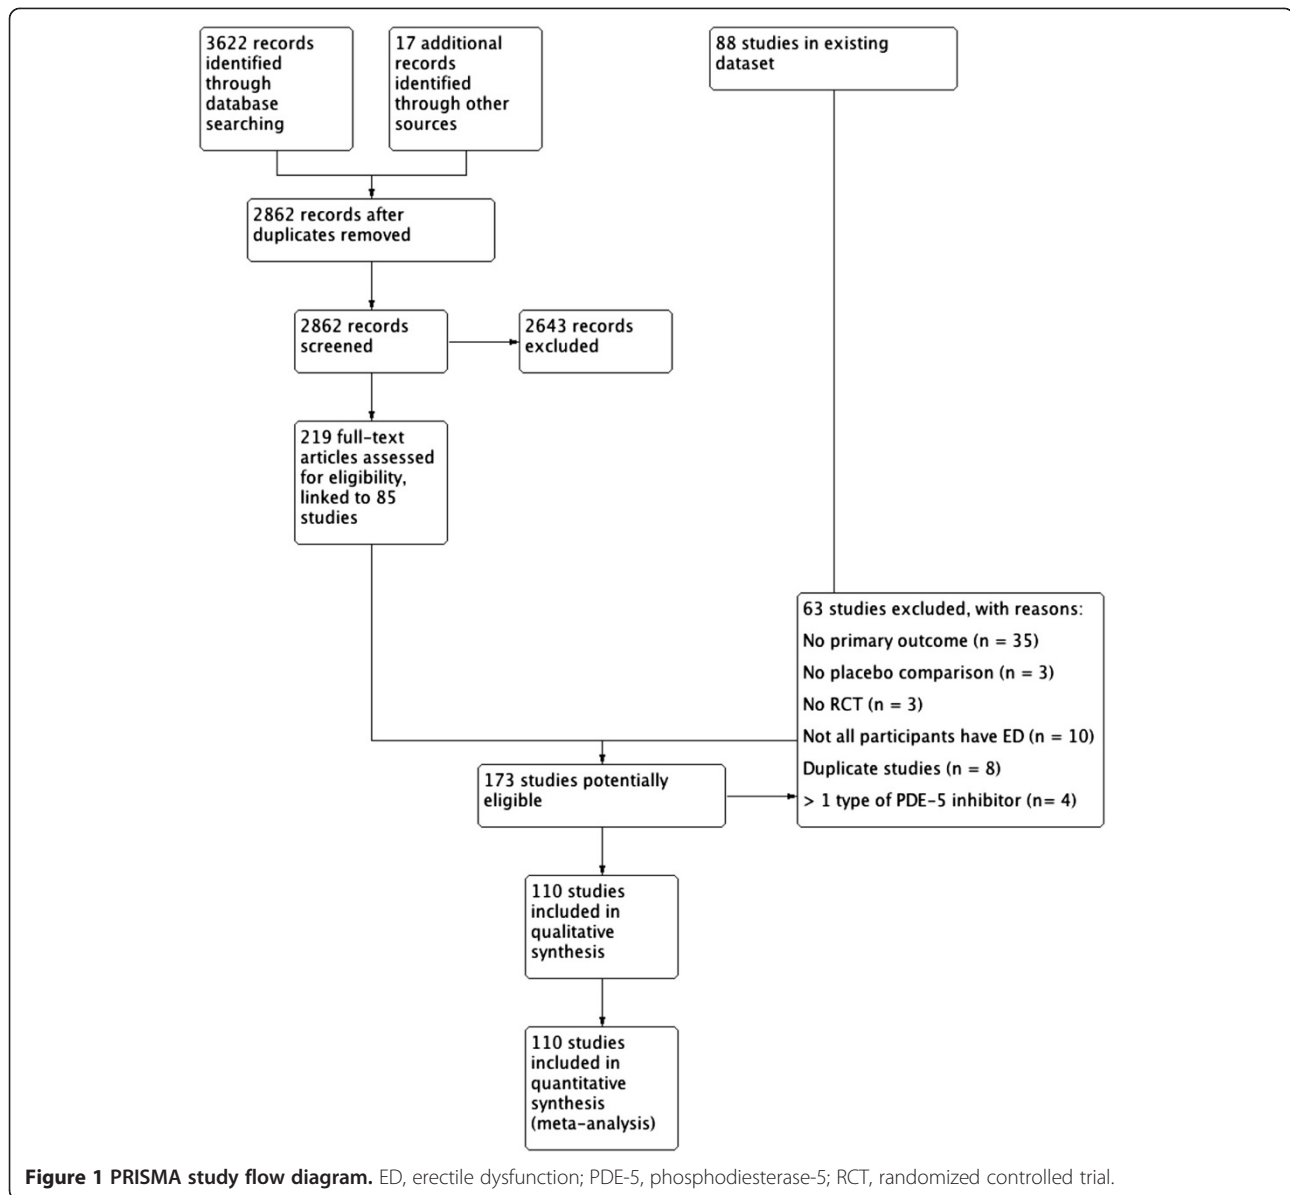 3622 records
identified
through
database
searching
17 additional
records
identified
through other
sources
88 studies in existing
dataset
2862 records after
duplicates removed
2862 records
screened
2643 records
excluded
219 full-text
articles assessed
for eligibility,
linked to 85
studies
63 studies excluded, with reasons:
No primary outcome (n = 35)
No placebo comparison (n = 3)
No RCT (n = 3)
Not all participants have ED (n = 10)
Duplicate studies (n = 8)
> 1 type of PDE-5 inhibitor (n= 4)
173 studies potentially
eligible
110 studies
included in
qualitative
synthesis
110 studies
included in
quantitative
synthesis
(meta-analysis)
Figure 1 PRISMA study flow diagram. ED, erectile dysfunction; PDE-5, phosphodiesterase-5; RCT, randomized controlled trial.